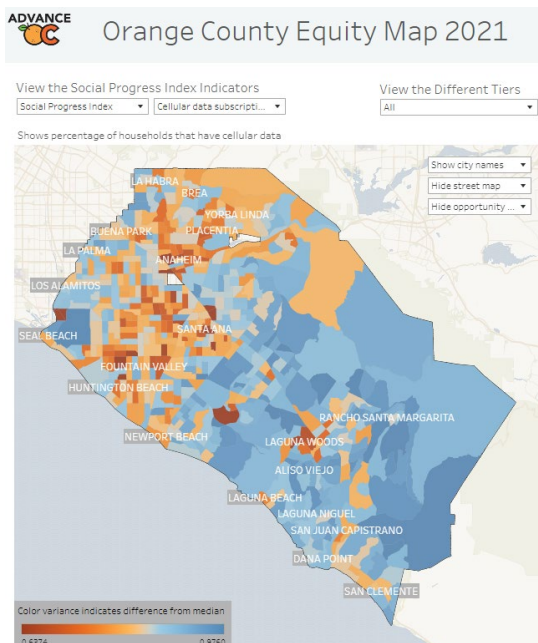 ADVANCE
OC
Orange County Equity Map 2021
View the Social Progress Index Indicators
View the Different Tiers
Social Progress Index
Cellular data subscripti...
All
Shows percentage of households that have cellular data
Show city names
Hide street map
Hide opportunity ...
LA HABRA
BREA
YORBA LINDA
BUENA PARK
PLACENTIA
LA PALMA
ANAHEIM
LOS ALAMITOS
SANTA ANA
SEAL BEACH
FOUNTAIN VALLEY
HUNTINGTON BEACH
RANCHO SANTA MARGARITA
NEWPORT BEACH
LAGUNA WOODS
ALISO VIEJO
LAGUNA BEACH
LAGUNA NIGUEL
SAN JUAN CAPISTRANO
DANA POINT
SAN CLEMENTE
Color variance indicates difference from median
0.6374
0.9760